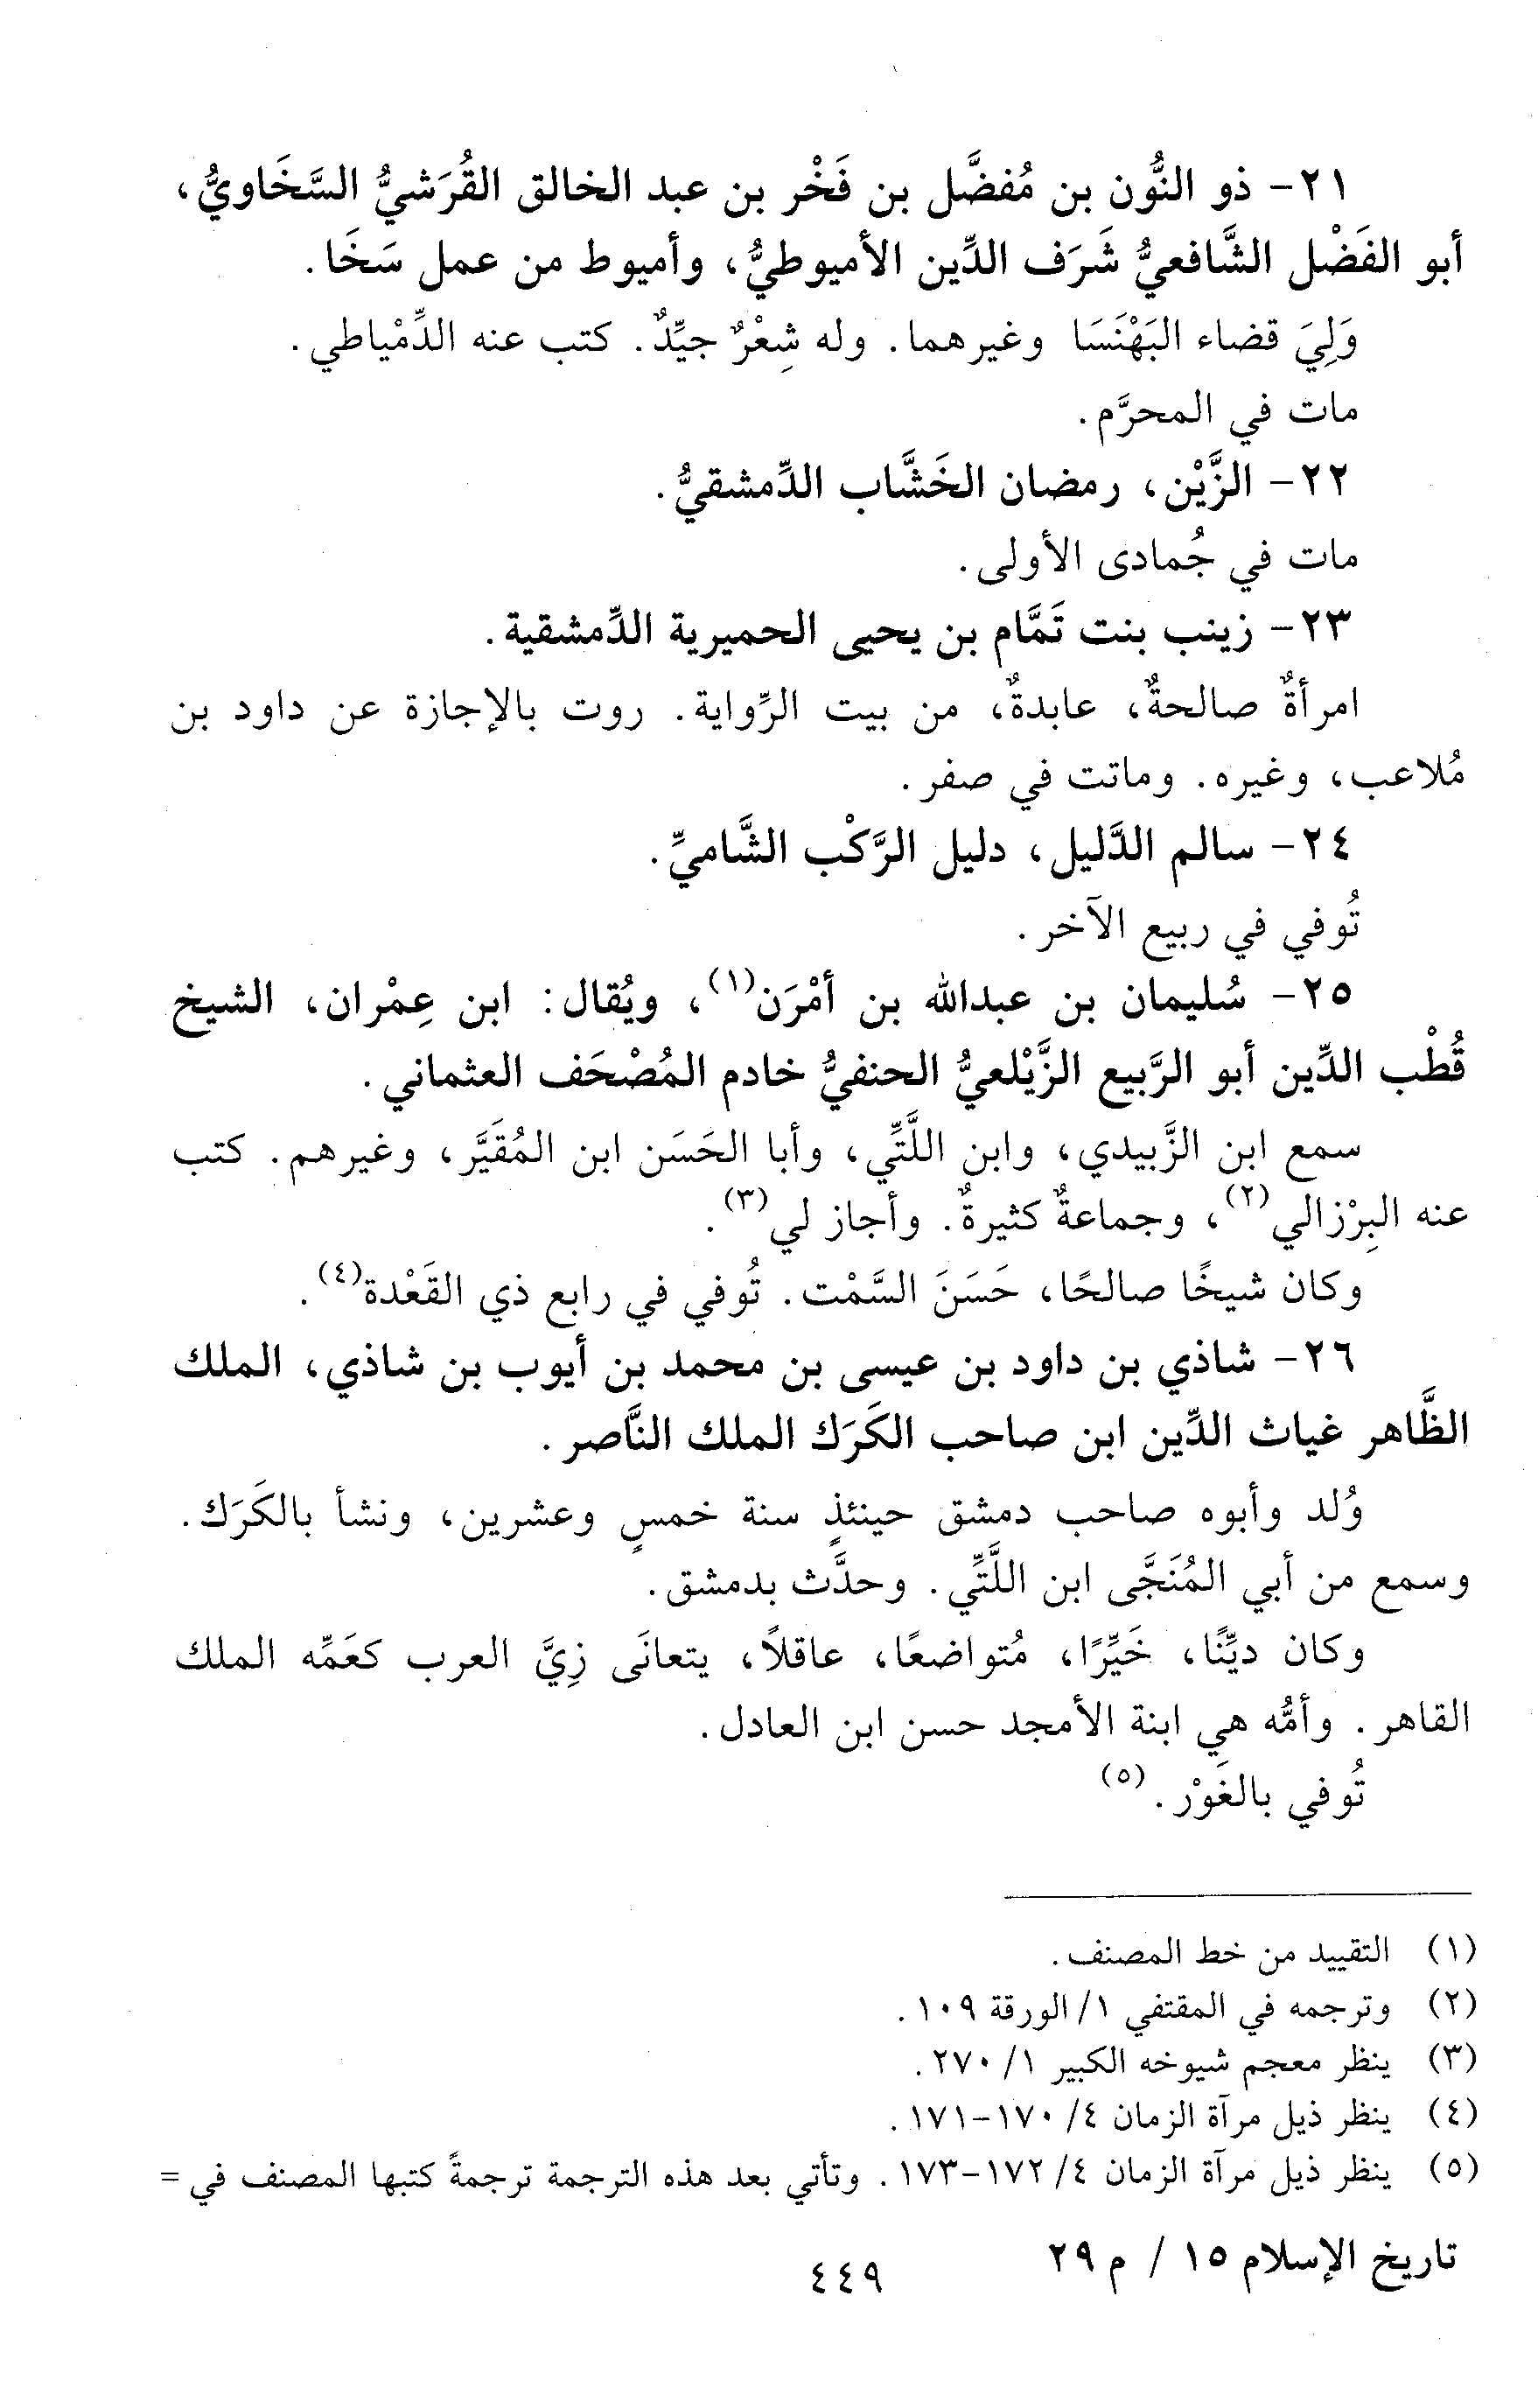 ٢١- ذو النُّون بن مُفضَّل بن فَخْر بن عبد الخالق القُرَشيُّ السَّخَاويُّ،
أبو الفَضْل الشَّافعيُّ شَرَف الدِّين الأميوطيُّ، وأميوط من عمل سَخَا.
وَلِيَ قضاء البَهْنَسَا وغيرهما. وله شِعْرٌ جيِّدٌ. كتب عنه الدِّمْياطي.
مات في المحرَّم.
٢٢- الزَّيْن، رمضان الخَشَّاب الدِّمشقيُّ.
مات في جُمادى الأولى.
٢٣- زينب بنت تَمَّام بن يحيى الحميرية الدِّمشقية.
امرأةٌ صالحةٌ، عابدةٌ، من بيت الرِّواية. روت بالإجازة عن داود بن
مُلاعب، وغيره. وماتت في صفر.
٢٤- سالم الدَّليل، دليل الرَّكْب الشَّاميِّ.
تُوفي في ربيع الآخر.
٢٥- سُليمان بن عبدالله بن أمْرَن(١)، ويُقال: ابن عِمْران، الشيخ
قُطْب الدِّين أبو الرَّبيع الزَّيْلعيُّ الحنفيُّ خادم المُصْحَف العثماني.
سمع ابن الزَّبيدي، وابن اللَّتِّي، وأبا الحَسَن ابن المُقَيَّر، وغيرهم. كتب
عنه البِرْزالي(٢)، وجماعةٌ كثيرةٌ. وأجاز لي(٣).
وكان شيخًا صالحًا، حَسَنَ السَّمْت. تُوفي في رابع ذي القَعْدة(٤).
٢٦- شاذي بن داود بن عيسى بن محمد بن أيوب بن شاذي، الملك
الظَّاهر غياث الدِّين ابن صاحب الكَرَك الملك النَّاصر.
وُلد وأبوه صاحب دمشق حينئذٍ سنة خمسٍ وعشرين، ونشأ بالكَرَك.
وسمع من أبي المُنَجَّى ابن اللَّتِّي. وحدَّث بدمشق.
وكان ديِّنًا، خَيِّرًا، مُتواضعًا، عاقلاً، يتعانَى زِيَّ العرب كعَمِّه الملك
القاهر. وأمُّه هي ابنة الأمجد حسن ابن العادل.
تُوفي بالغَوْر.(٥)
(١) التقييد من خط المصنف.
(٢) وترجمه في المقتفي ١/ الورقة ١٠٩.
(٣) ينظر معجم شيوخه الكبير ١/ ٢٧٠.
(٤) ينظر ذيل مرآة الزمان ٤/ ١٧٠-١٧١.
(٥) ينظر ذيل مرآة الزمان ٤/ ١٧٢-١٧٣. وتأتي بعد هذه الترجمة ترجمةً كتبها المصنف في =
تاريخ الإسلام ١٥ / م ٢٩
٤٤٩